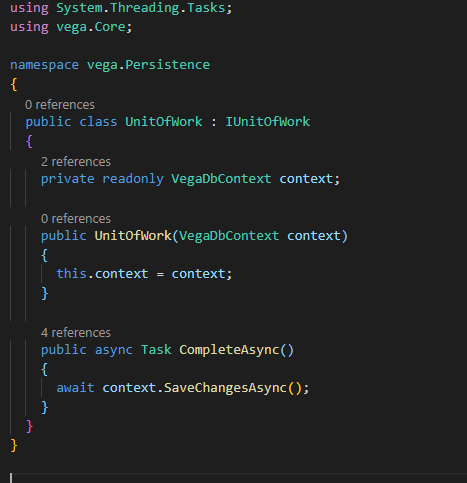 using System.Threading.Tasks;
using vega.Core;
namespace vega.Persistence
{
0 references
public class UnitOfWork : IUnitOfWork
{
2 references
private readonly VegaDbContext context;
0 references
public UnitOfWork(VegaDbContext context)
{
this.context = context;
}
4 references
public async Task CompleteAsync()
{
await context.SaveChangesAsync();
}
}
}